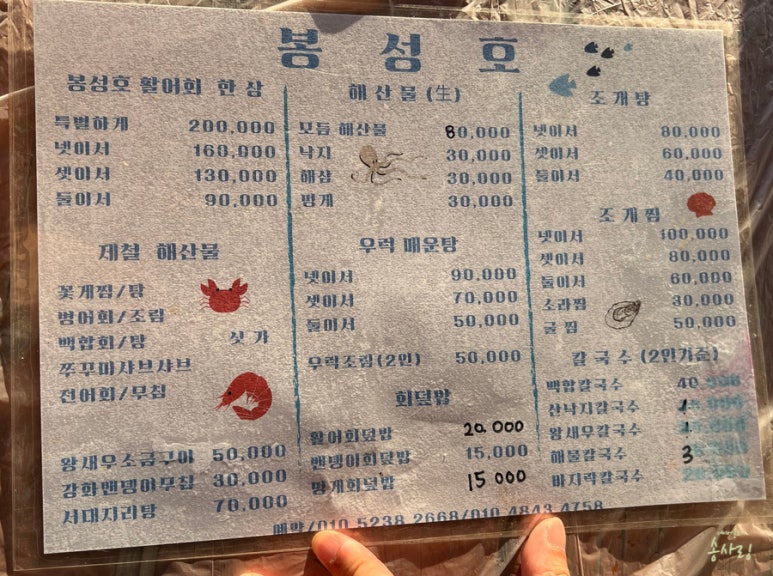 봉성호
봉성호 활어회 한 상
특별하게 200,000
넷이서 160,000
셋이서 130,000
둘이서 90,000
제철 해산물
꽃게찜/탕
병어회/조림
백합회/탕 싯가
쭈꾸미샤브샤브
전어회/무침
왕새우소금구이 50,000
강화밴댕이무침 30,000
서대자리탕 70,000
해산물 (生)
모듬 해산물 80,000
낙지 30,000
해삼 30,000
멍게 30,000
우럭 매운탕
넷이서 90,000
셋이서 70,000
둘이서 50,000
우럭조림(2인) 50,000
회덮밥
활어회덮밥 20,000
밴댕이회덮밥 15,000
멍게회덮밥 15,000
조개탕
넷이서 80,000
셋이서 60,000
둘이서 40,000
조개찜
넷이서 100,000
셋이서 80,000
둘이서 60,000
소라찜 30,000
굴 찜 50,000
칼국수 (2인기준)
백합칼국수
산낙지칼국수
왕새우칼국수
해물칼국수
바지락칼국수
예약/010 5238 2668/010 4843 4758
송사링